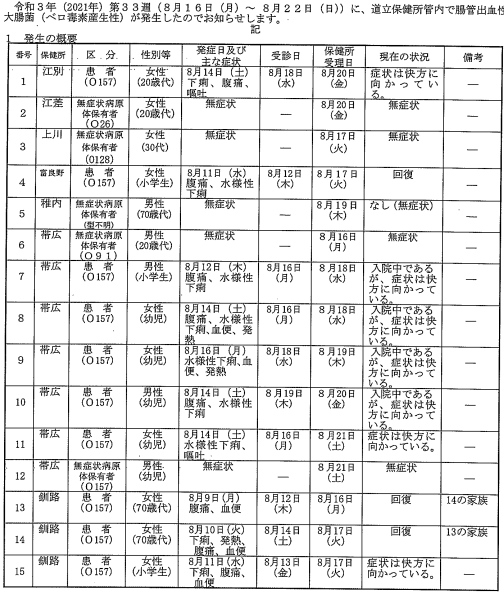 令和3年(2021年)第33週(8月16日(月)~ 8月22日(日))に、道立保健所管内で腸管出血性
大腸菌(ベロ毒素産生性)が発生したのでお知らせします。
記
1 発生の概要
番号 保健所 区 分 性別等 発症日及び主な症状 受診日 保健所受理日 現在の状況 備考
1 江別 患 者(O157) 女性(20歳代) 8月14日(土)下痢、腹痛、嘔吐 8月18日(水) 8月20日(金) 症状は快方に向かっている。 ―
2 江差 無症状病原体保有者(O26) 女性(20歳代) 無症状 ― 8月20日(金) 無症状 ―
3 上川 無症状病原体保有者(O128) 女性(30代) 無症状 ― 8月17日(火) 無症状 ―
4 富良野 患 者(O157) 女性(小学生) 8月11日(水)腹痛、水様性下痢 8月12日(木) 8月17日(火) 回復 ―
5 稚内 無症状病原体保有者(型不明) 男性(70歳代) 無症状 ― 8月19日(木) なし(無症状) ―
6 帯広 無症状病原体保有者(O91) 男性(20歳代) 無症状 ― 8月16日(月) 無症状 ―
7 帯広 患 者(O157) 男性(小学生) 8月12日(木)腹痛、水様性下痢 8月16日(月) 8月18日(水) 入院中であるが、症状は快方に向かっている。 ―
8 帯広 患 者(O157) 女性(幼児) 8月14日(土)腹痛、水様性下痢、血便、発熱 8月16日(月) 8月18日(水) 入院中であるが、症状は快方に向かっている。 ―
9 帯広 患 者(O157) 女性(幼児) 8月16日(月)水様性下痢、血便、発熱 8月18日(水) 8月19日(木) 入院中であるが、症状は快方に向かっている。 ―
10 帯広 患 者(O157) 男性(幼児) 8月14日(土)腹痛、水様性下痢 8月19日(木) 8月20日(金) 入院中であるが、症状は快方に向かっている。 ―
11 帯広 患 者(O157) 女性(幼児) 8月14日(土)水様性下痢、嘔吐 8月16日(月) 8月21日(土) 症状は快方に向かっている。 ―
12 帯広 無症状病原体保有者(O157) 男性(幼児) 無症状 ― 8月21日(土) 無症状 ―
13 釧路 患 者(O157) 女性(70歳代) 8月9日(月)腹痛、血便 8月12日(木) 8月16日(月) 回復 14の家族
14 釧路 患 者(O157) 女性(70歳代) 8月10日(火)下痢、発熱、腹痛、血便 8月14日(土) 8月17日(火) 回復 13の家族
15 釧路 患 者(O157) 女性(小学生) 8月11日(水)下痢、腹痛、血便 8月13日(金) 8月17日(火) 症状は快方に向かっている。 ―